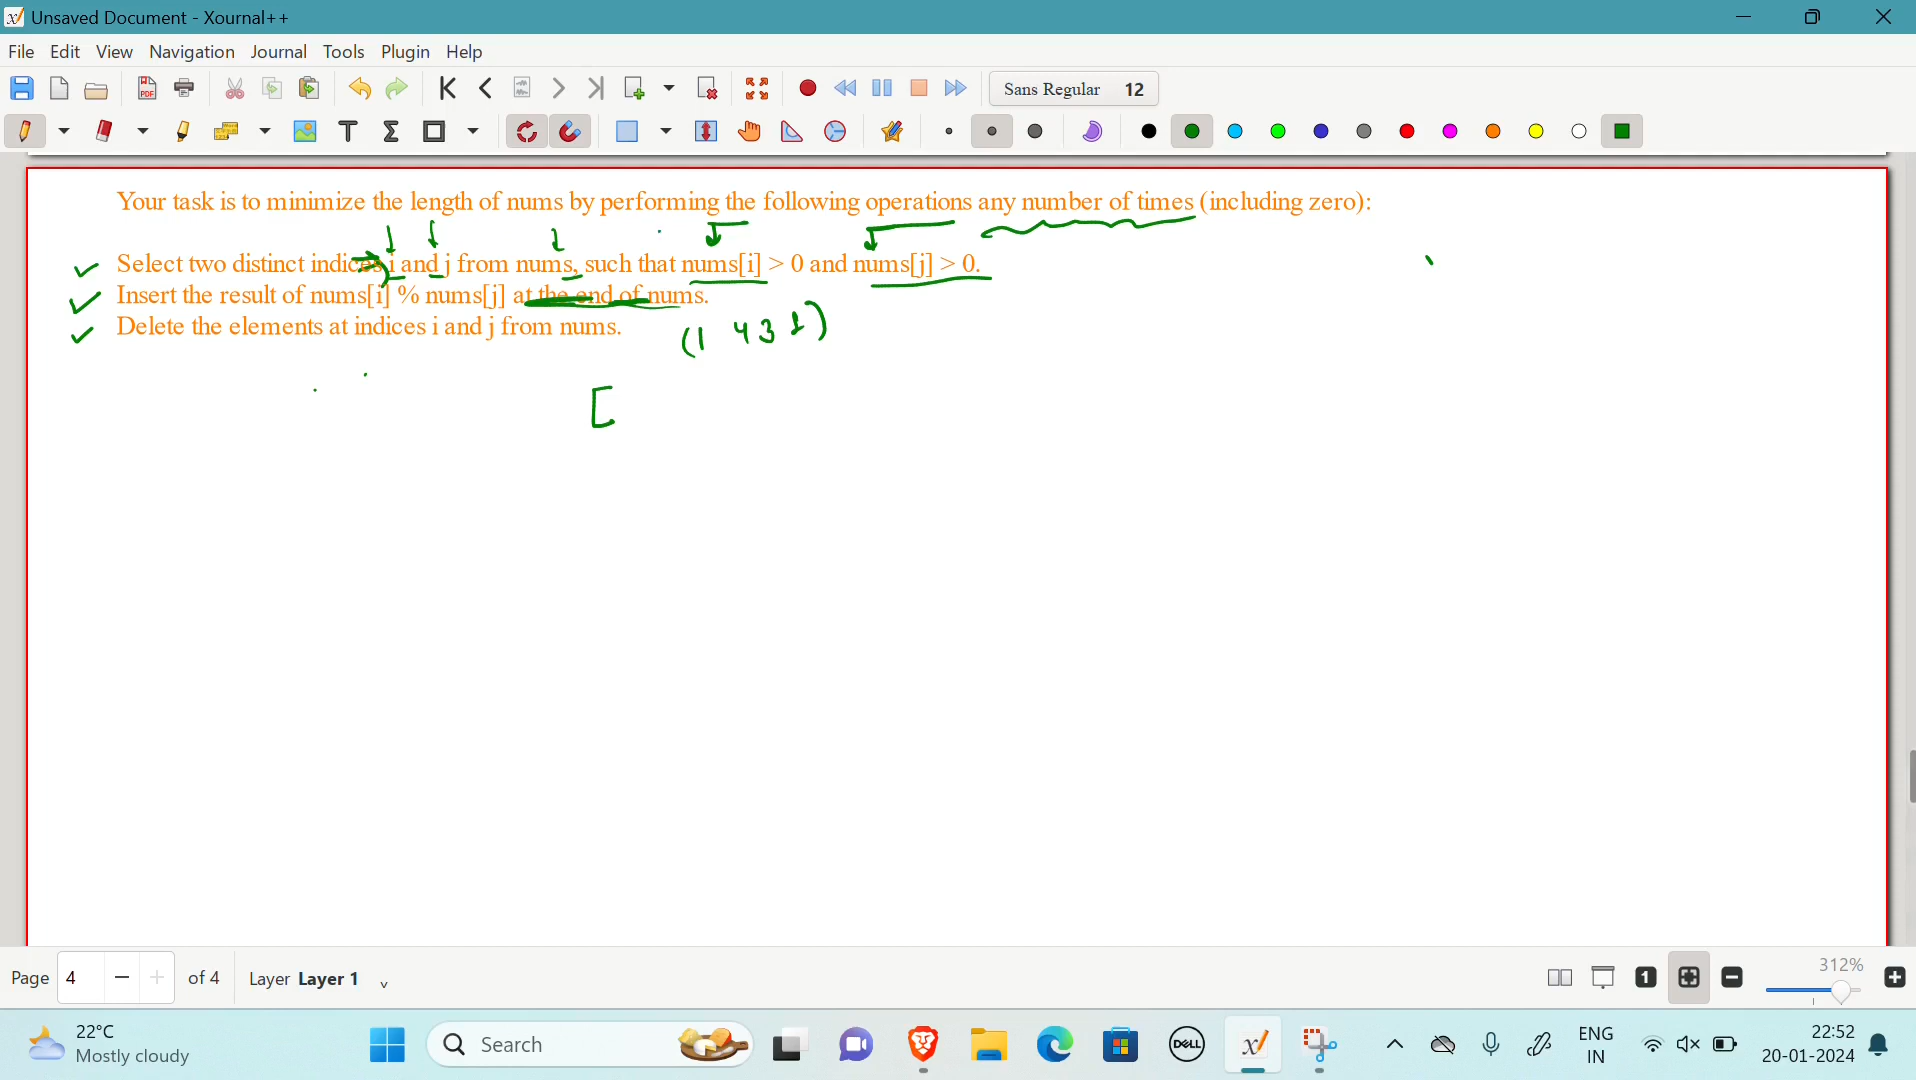 Unsaved Document - Xournal++
File Edit View Navigation Journal Tools Plugin Help
Sans Regular 12
Your task is to minimize the length of nums by performing the following operations any number of times (including zero):
Select two distinct indices i and j from nums, such that nums[i] > 0 and nums[j] > 0.
Insert the result of nums[i] % nums[j] at the end of nums.
Delete the elements at indices i and j from nums.
(1 4 3 1)
[
Page 4 of 4 Layer Layer 1
312%
22°C
Mostly cloudy
Search
DELL
ENG
IN
22:52
20-01-2024